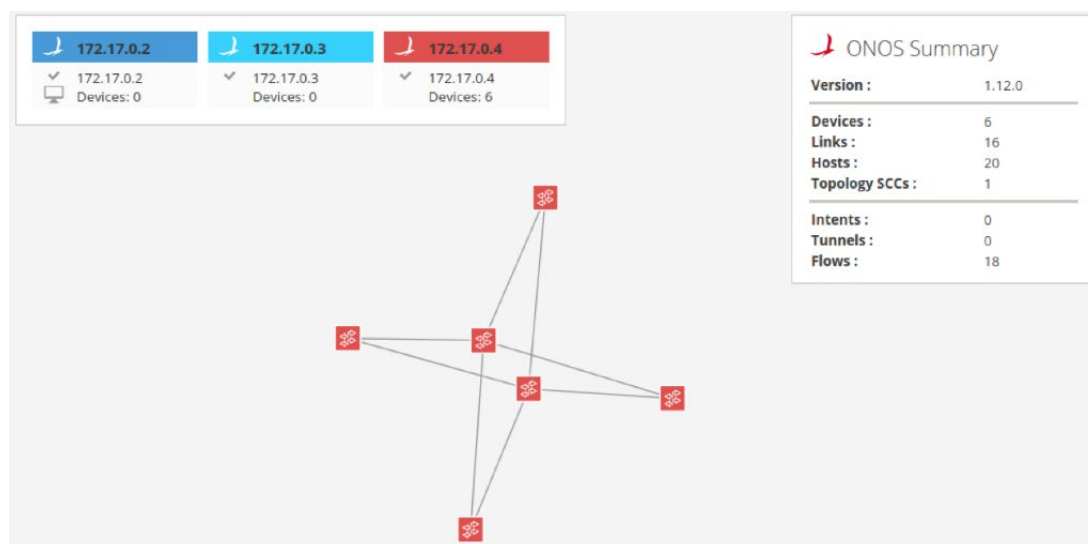 172.17.0.2
172.17.0.2
Devices: 0
172.17.0.3
172.17.0.3
Devices: 0
172.17.0.4
172.17.0.4
Devices: 6
ONOS Summary
Version : 1.12.0
Devices : 6
Links : 16
Hosts : 20
Topology SCCs : 1
Intents : 0
Tunnels : 0
Flows : 18